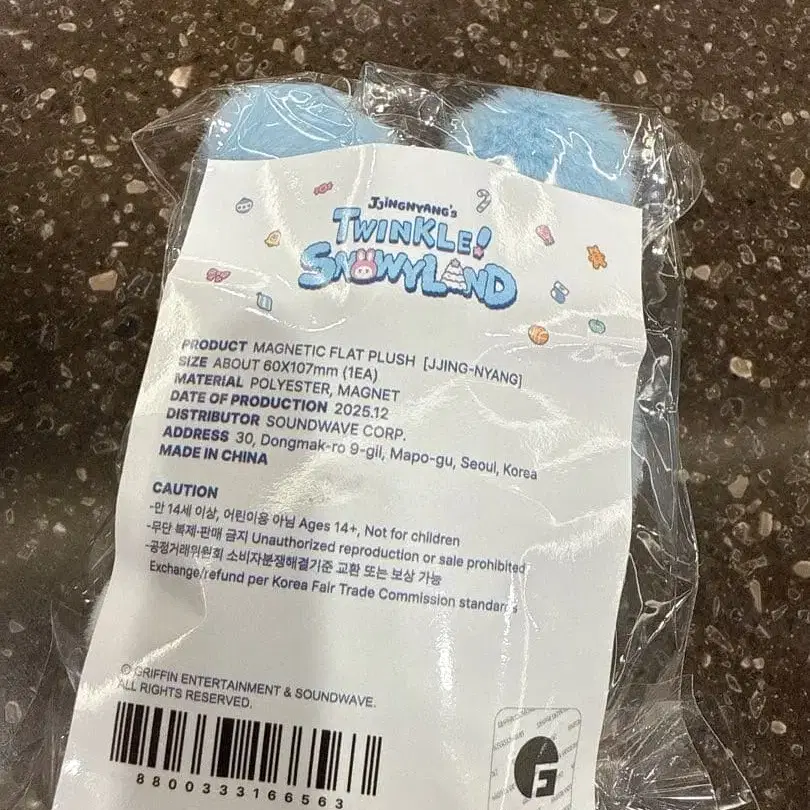 JJINGNYANG'S
TWINKLE!
SNOWYLAND
PRODUCT MAGNETIC FLAT PLUSH [JJING-NYANG]
SIZE ABOUT 60X107mm (1EA)
MATERIAL POLYESTER, MAGNET
DATE OF PRODUCTION 2025.12
DISTRIBUTOR SOUNDWAVE CORP.
ADDRESS 30, Dongmak-ro 9-gil, Mapo-gu, Seoul, Korea
MADE IN CHINA
CAUTION
-만 14세 이상, 어린이용 아님 Ages 14+, Not for children
-무단 복제·판매 금지 Unauthorized reproduction or sale prohibited
-공정거래위원회 소비자분쟁해결기준 교환 또는 보상 가능
Exchange/refund per Korea Fair Trade Commission standards
© GRIFFIN ENTERTAINMENT & SOUNDWAVE.
ALL RIGHTS RESERVED.
8800333166563